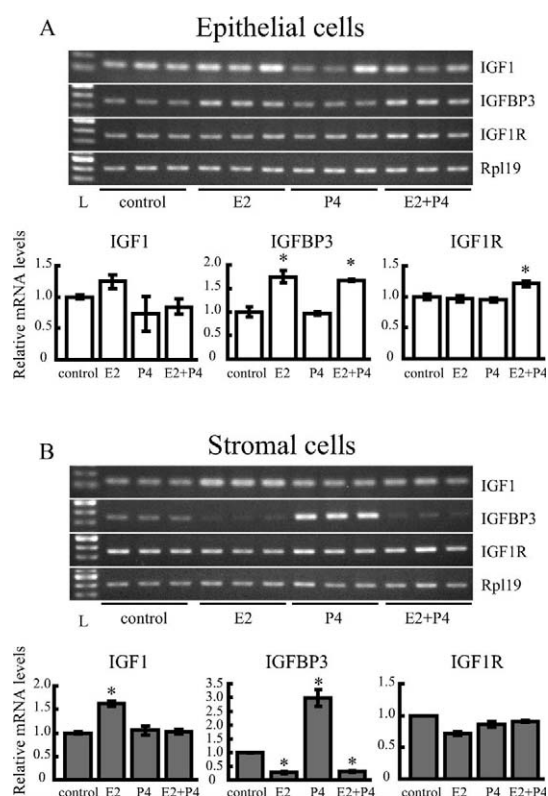 A Epithelial cells
IGF1
IGFBP3
IGF1R
Rpl19
L control E2 P4 E2+P4
IGF1 IGFBP3 IGF1R
Relative mRNA levels
1.5 2.0 1.5
1.5
1.0 1.0 1.0
0.5 0.5 0.5
0 0 0
* * *
control E2 P4 E2+P4 control E2 P4 E2+P4 control E2 P4 E2+P4
B Stromal cells
IGF1
IGFBP3
IGF1R
Rpl19
L control E2 P4 E2+P4
IGF1 IGFBP3 IGF1R
Relative mRNA levels
2.0 3.5 1.5
1.5 2.5 1.0
1.0 1.5 0.5
0.5 1.0 0
0 0.5
0
* * * *
control E2 P4 E2+P4 control E2 P4 E2+P4 control E2 P4 E2+P4